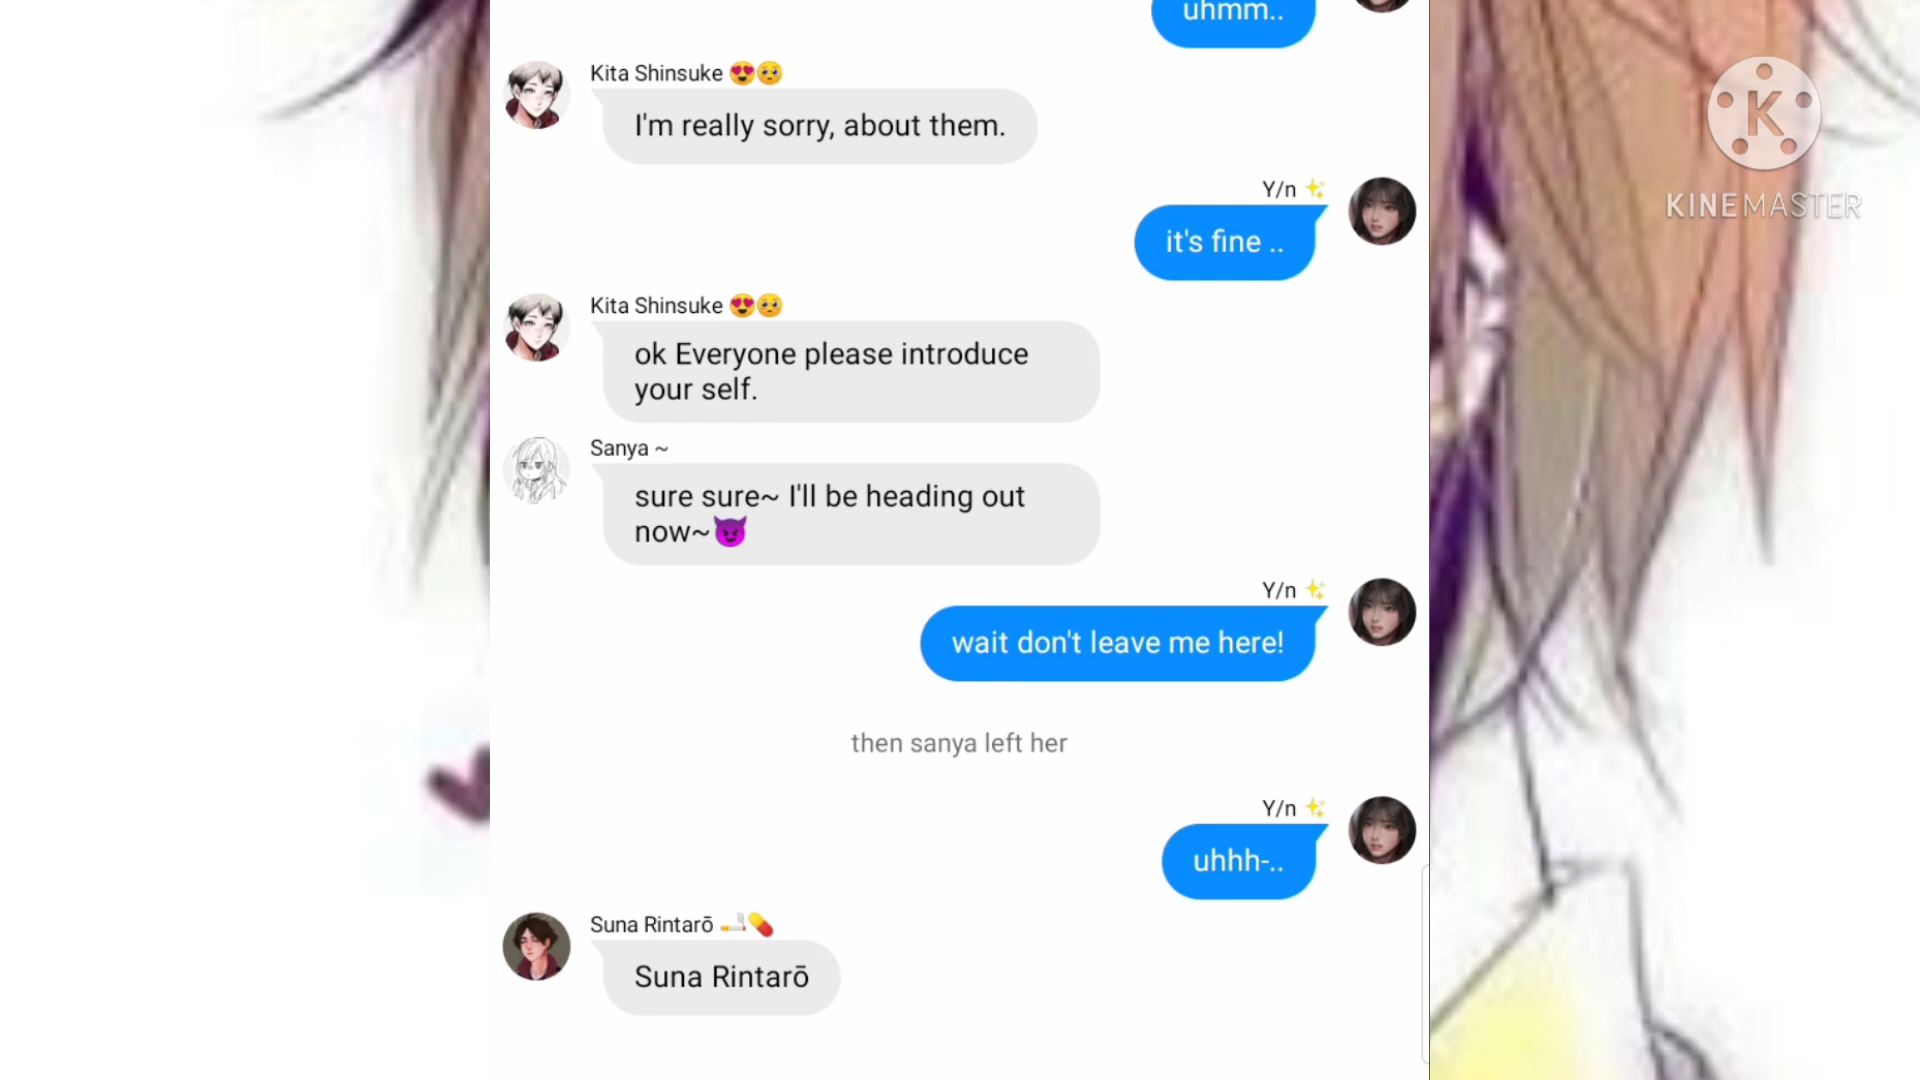 uhmm..
Kita Shinsuke 😍🥺
I'm really sorry, about them.
Y/n ✨
it's fine ..
Kita Shinsuke 😍🥺
ok Everyone please introduce
your self.
Sanya ~
sure sure~ I'll be heading out
now~😈
Y/n ✨
wait don't leave me here!
then sanya left her
Y/n ✨
uhhh-..
Suna Rintarō 🚬💊
Suna Rintarō
K
KINEMASTER